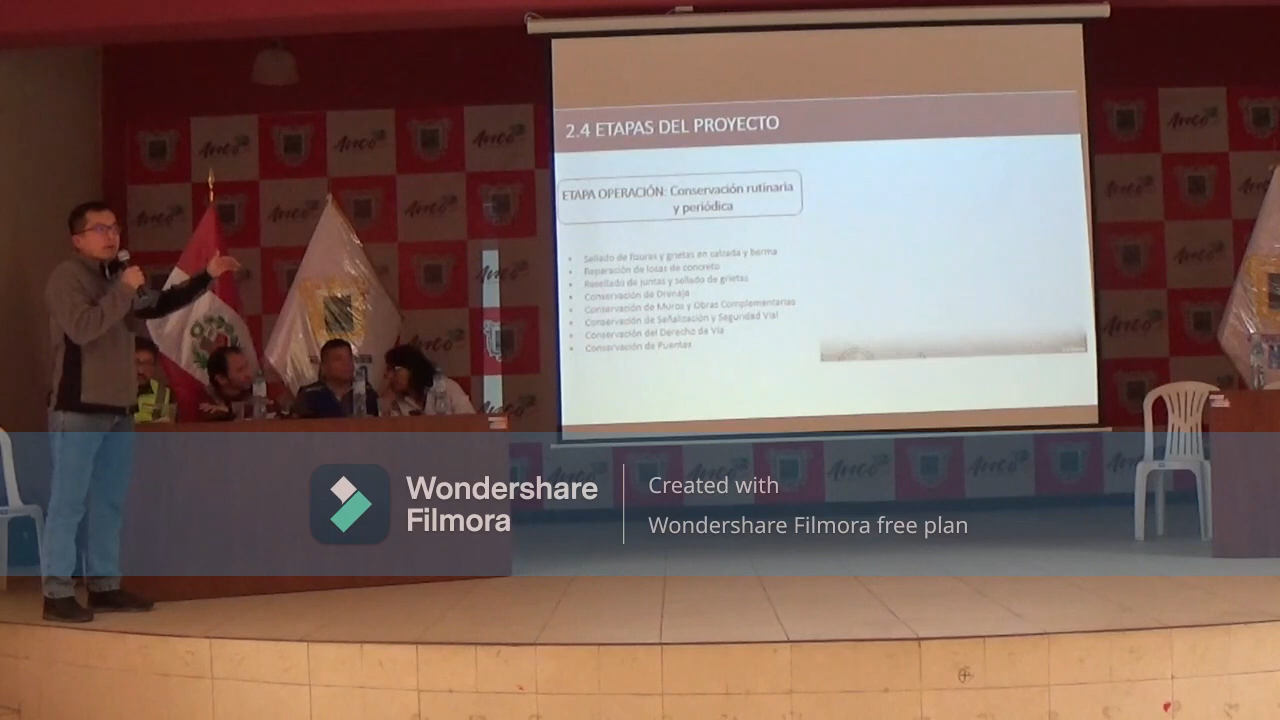 2.4 ETAPAS DEL PROYECTO
ETAPA OPERACIÓN: Conservación rutinaria
y periódica
Sellado de fisuras y grietas en calzada y berma
Reparación de losas de concreto
Resellado de juntas y sellado de grietas
Conservación de Drenaje
Conservación de Muros y Obras Complementarias
Conservación de Señalización y Seguridad Vial
Conservación del Derecho de Vía
Conservación de Puentes
Anco
Wondershare
Filmora
Created with
Wondershare Filmora free plan